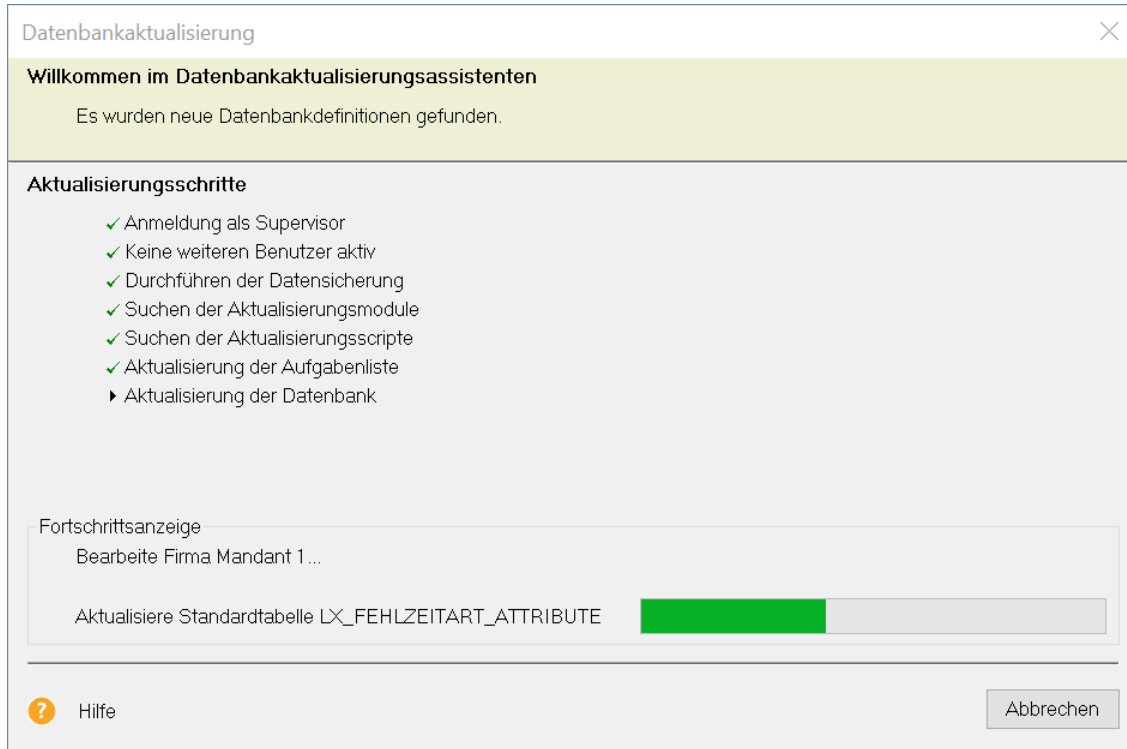 Datenbankaktualisierung
Willkommen im Datenbankaktualisierungsassistenten
Es wurden neue Datenbankdefinitionen gefunden.
Aktualisierungsschritte
Anmeldung als Supervisor
Keine weiteren Benutzer aktiv
Durchführen der Datensicherung
Suchen der Aktualisierungsmodule
Suchen der Aktualisierungsscripte
Aktualisierung der Aufgabenliste
Aktualisierung der Datenbank
Fortschrittsanzeige
Bearbeite Firma Mandant 1...
Aktualisiere Standardtabelle LX_FEHLZEITART_ATTRIBUTE
? Hilfe
Abbrechen